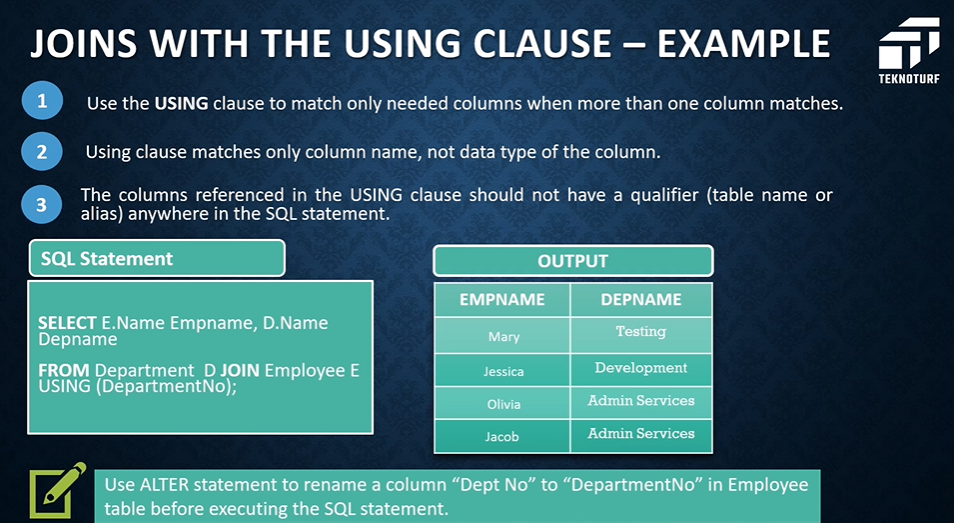 JOINS WITH THE USING CLAUSE – EXAMPLE
TEKNOTURF
1 Use the USING clause to match only needed columns when more than one column matches.
2 Using clause matches only column name, not data type of the column.
3 The columns referenced in the USING clause should not have a qualifier (table name or
alias) anywhere in the SQL statement.
SQL Statement
SELECT E.Name Empname, D.Name
Depname
FROM Department D JOIN Employee E
USING (DepartmentNo);
OUTPUT
EMPNAME DEPNAME
Mary Testing
Jessica Development
Olivia Admin Services
Jacob Admin Services
Use ALTER statement to rename a column “Dept No” to “DepartmentNo” in Employee
table before executing the SQL statement.